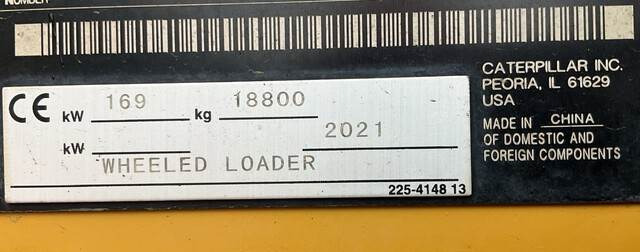 NUMBER
CATERPILLAR INC.
PEORIA, IL 61629
USA
MADE IN CHINA
OF DOMESTIC AND
FOREIGN COMPONENTS
CE kW 169 kg 18800
kW 2021
WHEELED LOADER
225-4148 13